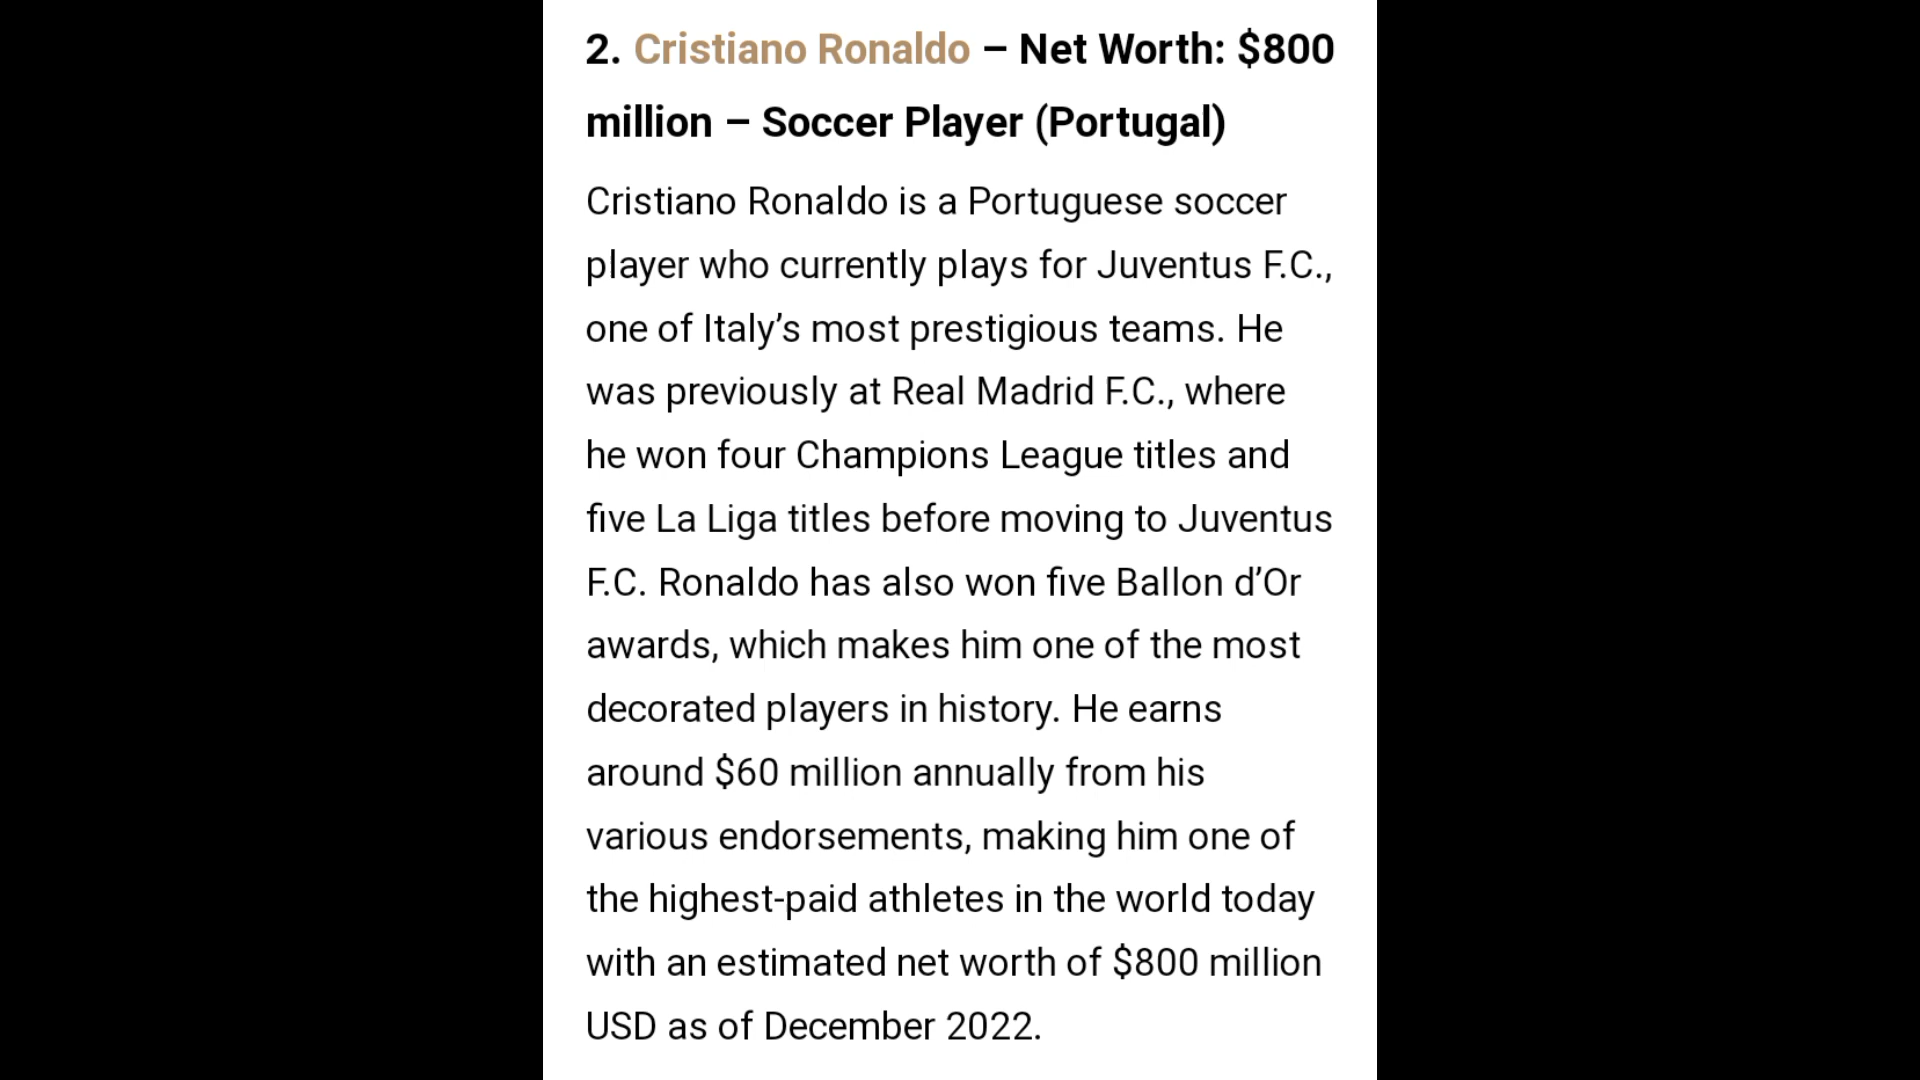 2. Cristiano Ronaldo – Net Worth: $800
million – Soccer Player (Portugal)
Cristiano Ronaldo is a Portuguese soccer
player who currently plays for Juventus F.C.,
one of Italy’s most prestigious teams. He
was previously at Real Madrid F.C., where
he won four Champions League titles and
five La Liga titles before moving to Juventus
F.C. Ronaldo has also won five Ballon d’Or
awards, which makes him one of the most
decorated players in history. He earns
around $60 million annually from his
various endorsements, making him one of
the highest-paid athletes in the world today
with an estimated net worth of $800 million
USD as of December 2022.